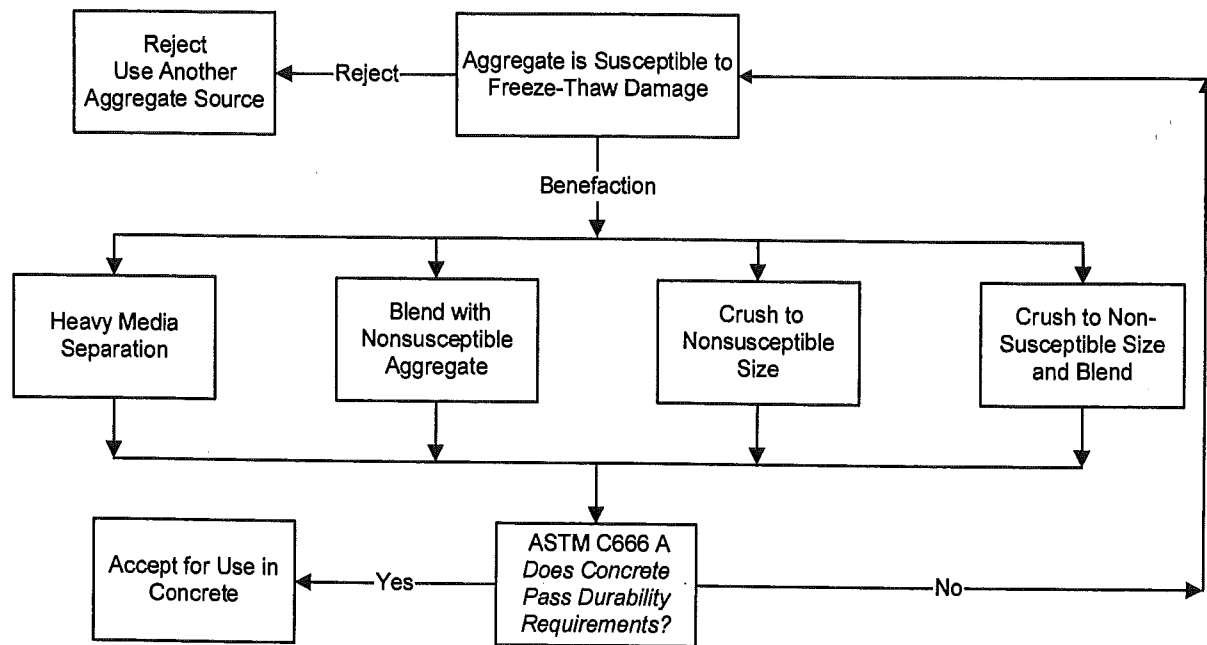 Reject
Use Another
Aggregate Source
Reject
Aggregate is Susceptible to
Freeze-Thaw Damage
Benefaction
Heavy Media
Separation
Blend with
Nonsusceptible
Aggregate
Crush to
Nonsusceptible
Size
Crush to Non-
Susceptible Size
and Blend
Accept for Use in
Concrete
Yes
ASTM C666 A
Does Concrete
Pass Durability
Requirements?
No